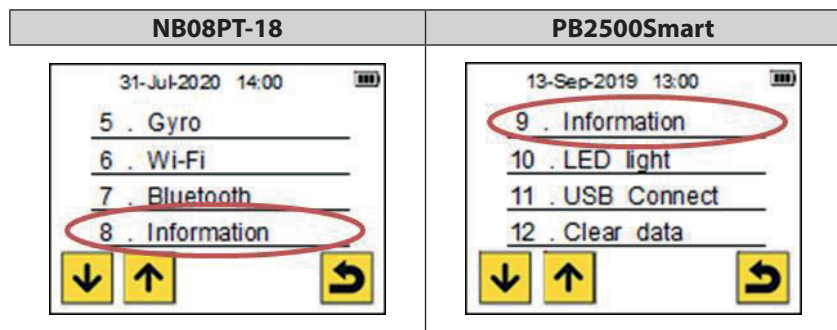 NB08PT-18
PB2500Smart
31-Jul-2020 14:00
5 . Gyro
6 . Wi-Fi
7 . Bluetooth
8 . Information
13-Sep-2019 13:00
9 . Information
10 . LED light
11 . USB Connect
12 . Clear data